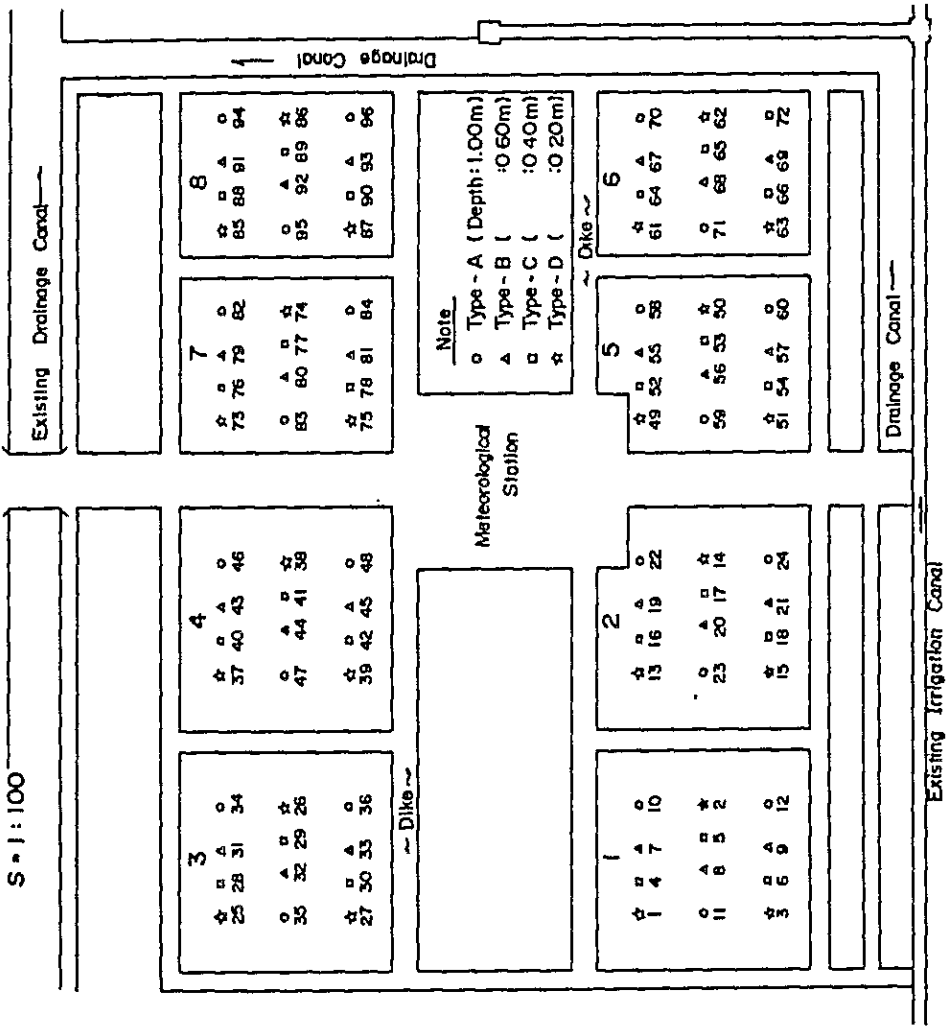 S = 1 : 100
Existing Drainage Canal
Drainage Canal
3 4 7 8
☆ □ △ ○ ☆ □ △ ○ ☆ □ △ ○ ☆ □ △ ○
25 28 31 34 37 40 43 46 73 76 79 82 85 88 91 94
○ △ □ ☆ ○ △ □ ☆ ○ △ □ ☆ ○ △ □ ☆
35 32 29 26 47 44 41 38 83 80 77 74 95 92 89 86
☆ □ △ ○ ☆ □ △ ○ ☆ □ △ ○ ☆ □ △ ○
27 30 33 36 39 42 45 48 75 78 81 84 87 90 93 96
~ Dike ~
Mateorological
Station
Note
○ Type - A ( Depth : 1.00m )
△ Type - B ( : 0.60m )
□ Type - C ( : 0.40m )
☆ Type - D ( : 0.20m )
~ Dike ~
1 2 5 6
☆ □ △ ○ ☆ □ △ ○ ☆ □ △ ○ ☆ □ △ ○
1 4 7 10 13 16 19 22 49 52 55 58 61 64 67 70
○ △ □ ☆ ○ △ □ ☆ ○ △ □ ☆ ○ △ □ ☆
11 8 5 2 23 20 17 14 59 56 53 50 71 68 65 62
☆ □ △ ○ ☆ □ △ ○ ☆ □ △ ○ ☆ □ △ □
3 6 9 12 15 18 21 24 51 54 57 60 63 66 69 72
Drainage Canal
Existing Irrigation Canal